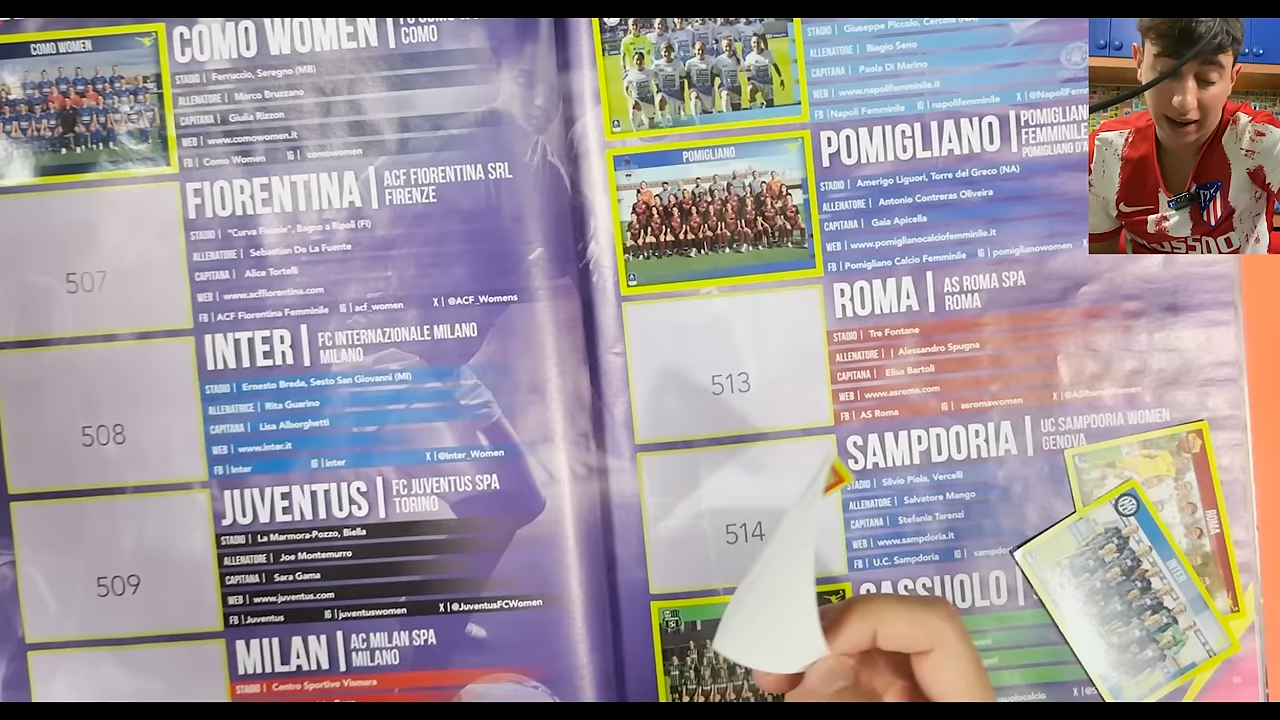 COMO WOMEN
COMO WOMEN
COMO
STADIO | Ferruccio, Seregno (MB)
ALLENATORE | Marco Bruzzano
CAPITANA | Giulia Rizzon
WEB | www.comowomen.it
FB | Como Women IG | comowomen
507
FIORENTINA | ACF FIORENTINA SRL
FIRENZE
STADIO | "Curva Fiesole", Bagno a Ripoli (FI)
ALLENATORE | Sebastian De La Fuente
CAPITANA | Alice Tortelli
WEB | www.acffiorentina.com
FB | ACF Fiorentina Femminile IG | acf_women X | @ACF_Womens
508
INTER | FC INTERNAZIONALE MILANO
MILANO
STADIO | Ernesto Breda, Sesto San Giovanni (MI)
ALLENATRICE | Rita Guarino
CAPITANA | Lisa Alborghetti
WEB | www.inter.it
FB | Inter IG | inter X | @Inter_Women
509
JUVENTUS | FC JUVENTUS SPA
TORINO
STADIO | La Marmora-Pozzo, Biella
ALLENATORE | Joe Montemurro
CAPITANA | Sara Gama
WEB | www.juventus.com
FB | Juventus IG | juventuswomen X | @JuventusFCWomen
MILAN | AC MILAN SPA
MILANO
STADIO | Centro Sportivo Vismara
STADIO | Giuseppe Piccolo, Cercola (NA)
ALLENATORE | Biagio Seno
CAPITANA | Paola Di Marino
WEB | www.napolifemminile.it
FB | Napoli Femminile IG | napolifemminile X | @NapoliFem
POMIGLIANO
POMIGLIANO | POMIGLIAN
FEMMINILE
POMIGLIANO D'A
STADIO | Amerigo Liguori, Torre del Greco (NA)
ALLENATORE | Antonio Contreras Oliveira
CAPITANA | Gaia Apicella
WEB | www.pomiglianocalciofemminile.it
FB | Pomigliano Calcio Femminile IG | pomiglianowomen X
513
ROMA | AS ROMA SPA
ROMA
STADIO | Tre Fontane
ALLENATORE | | Alessandro Spugna
CAPITANA | Elisa Bartoli
WEB | www.asroma.com
FB | AS Roma IG | asromawomen X | @ASRomaWomen
514
SAMPDORIA | UC SAMPDORIA WOMEN
GENOVA
STADIO | Silvio Piola, Vercelli
ALLENATORE | Salvatore Mango
CAPITANA | Stefania Tarenzi
WEB | www.sampdoria.it
FB | U.C. Sampdoria IG | sampdor
SASSUOLO |
ROMA
INTER